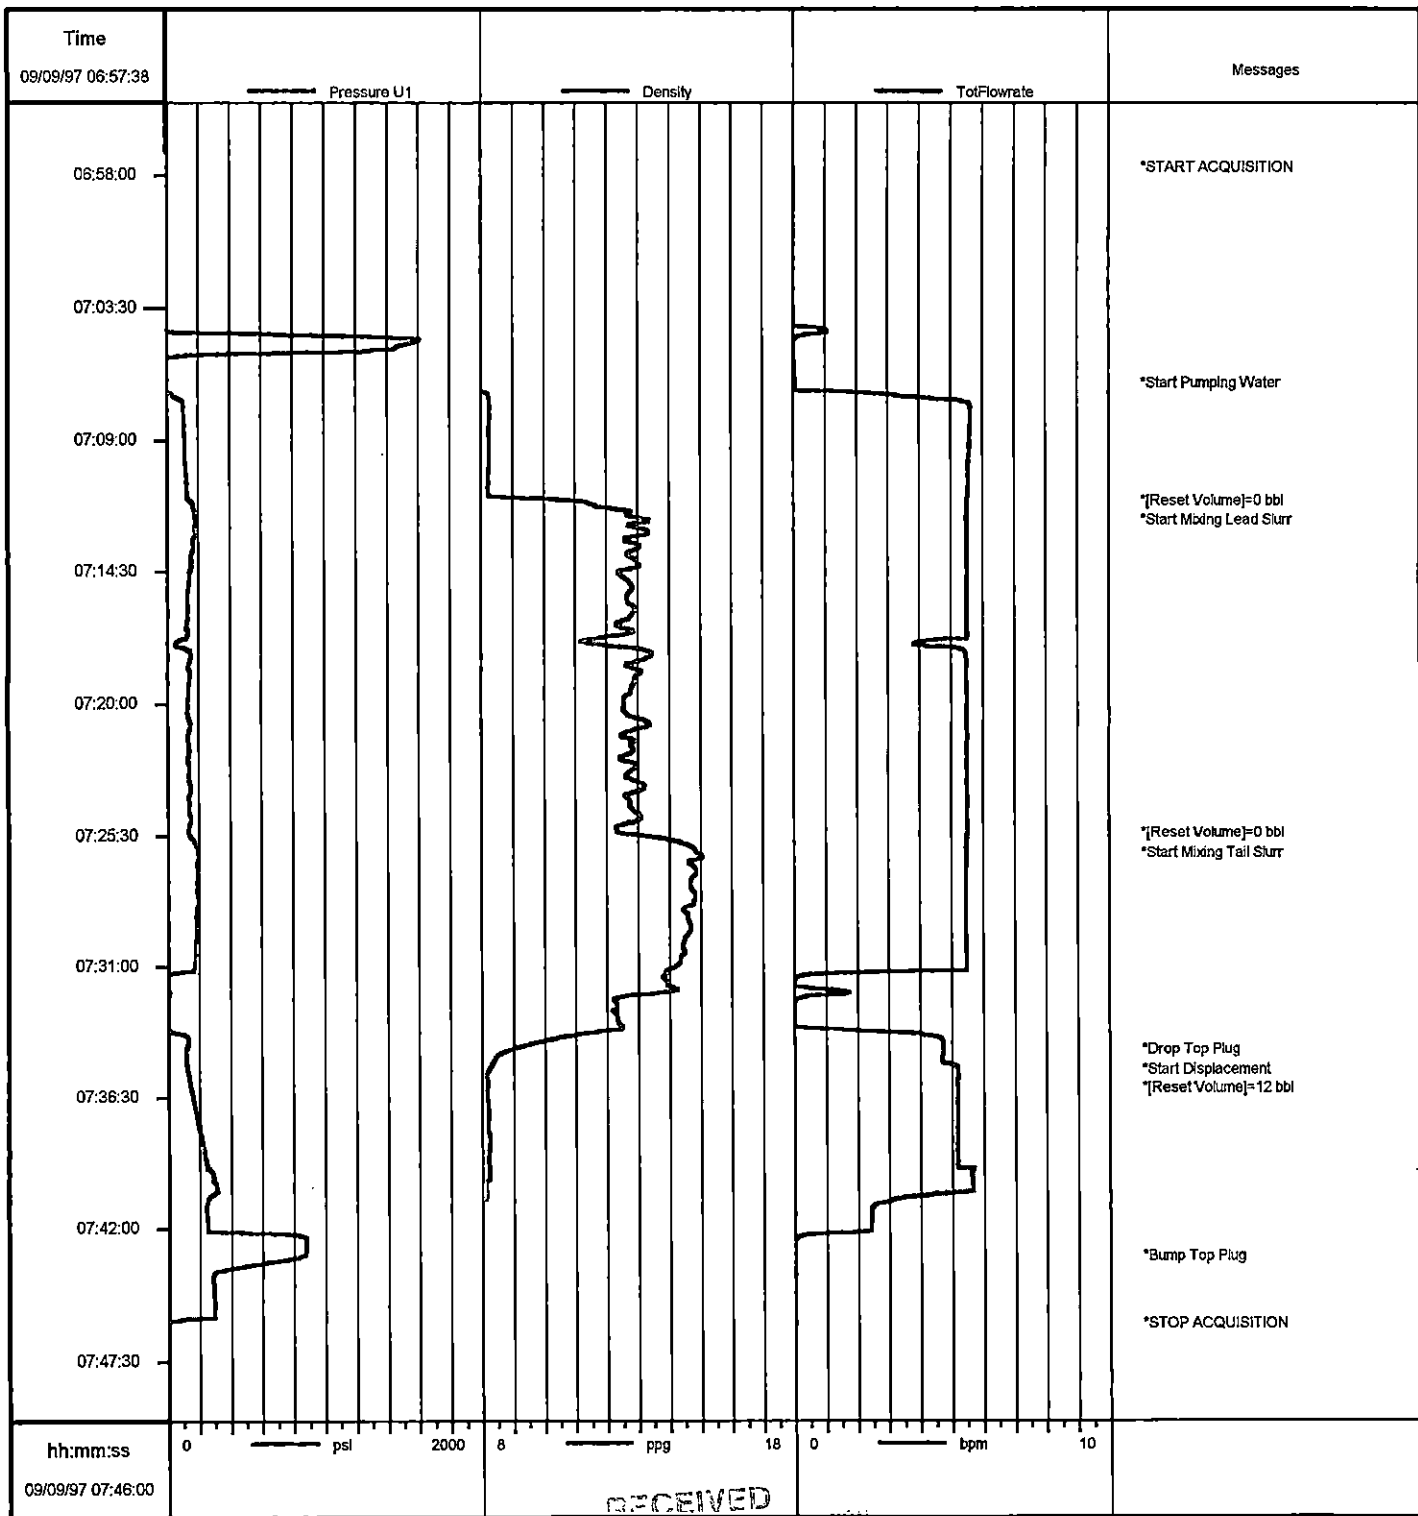 Time
09/09/97 06:57:38
Pressure U1
Density
TotFlowrate
Messages
06:58:00
*START ACQUISITION
07:03:30
*Start Pumping Water
07:09:00
*[Reset Volume]=0 bbl
*Start Mixing Lead Slurr
07:14:30
07:20:00
07:25:30
*[Reset Volume]=0 bbl
*Start Mixing Tail Slurr
07:31:00
*Drop Top Plug
*Start Displacement
*[Reset Volume]=12 bbl
07:36:30
07:42:00
*Bump Top Plug
*STOP ACQUISITION
07:47:30
hh:mm:ss
0 psi 2000
8 ppg 18
0 bpm 10
09/09/97 07:46:00
RECEIVED